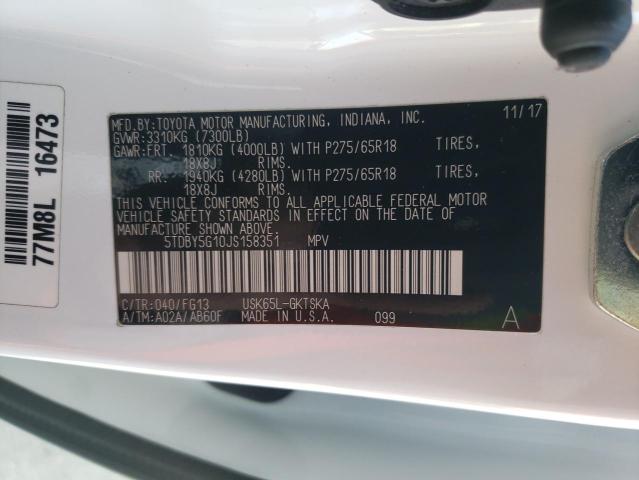 77M8L 16473
MFD.BY:TOYOTA MOTOR MANUFACTURING, INDIANA, INC. 11/17
GVWR:3310KG (7300LB)
GAWR:FRT. 1810KG (4000LB) WITH P275/65R18 TIRES,
18X8J RIMS.
RR. 1940KG (4280LB) WITH P275/65R18 TIRES,
18X8J RIMS.
THIS VEHICLE CONFORMS TO ALL APPLICABLE FEDERAL MOTOR
VEHICLE SAFETY STANDARDS IN EFFECT ON THE DATE OF
MANUFACTURE SHOWN ABOVE.
5TDBY5G10JS158351 MPV
C/TR:040/FG13 USK65L-GKTSKA
A/TM:A02A/AB60F MADE IN U.S.A. 099 A